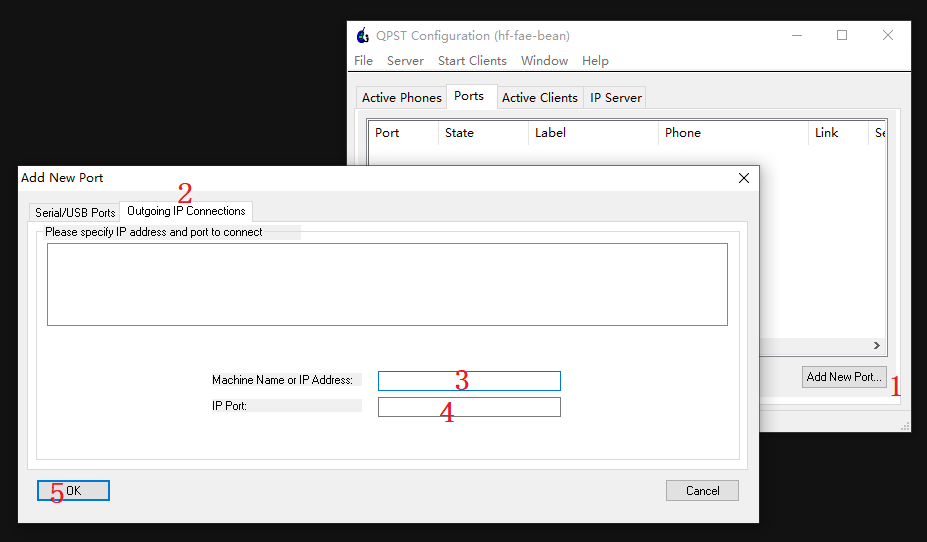 QPST Configuration (hf-fae-bean)
File Server Start Clients Window Help
Active Phones Ports Active Clients IP Server
Port State Label Phone Link Se
Add New Port
2
Serial/USB Ports Outgoing IP Connections
Please specify IP address and port to connect
Machine Name or IP Address: 3
IP Port: 4
Add New Port... 1
5 OK Cancel